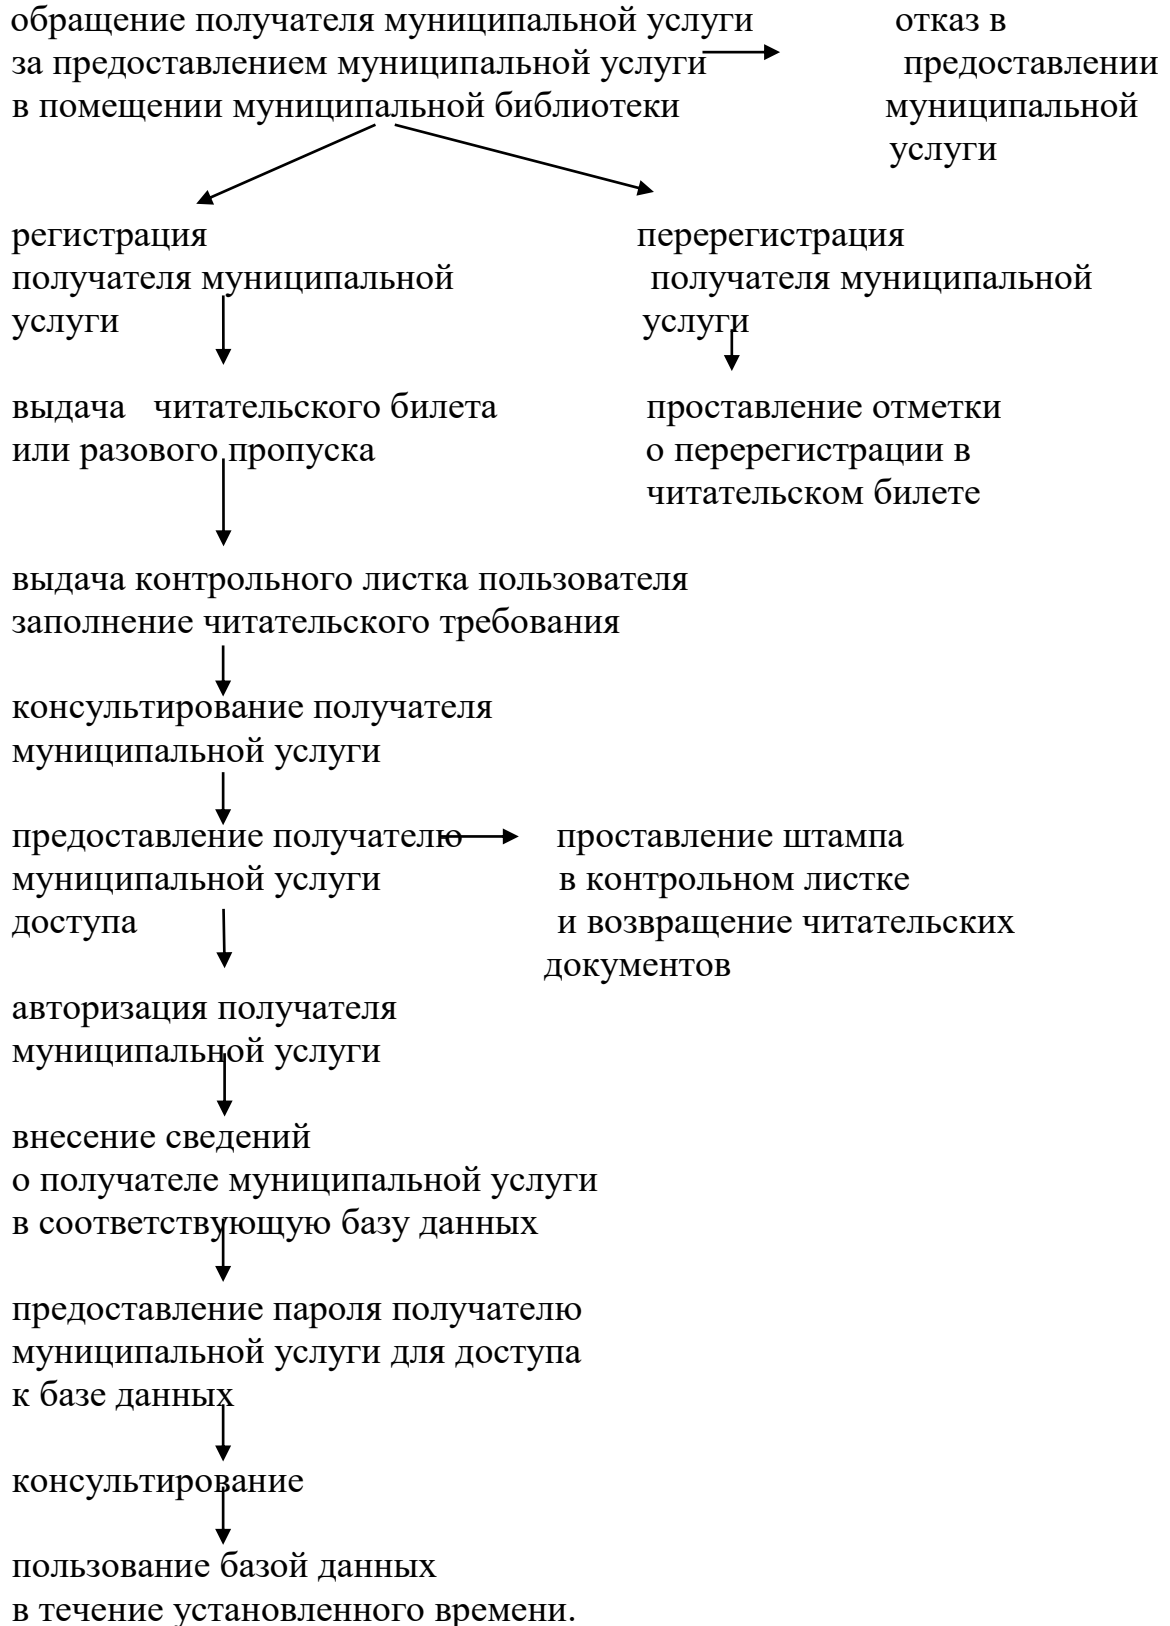 обращение получателя муниципальной услуги
за предоставлением муниципальной услуги
в помещении муниципальной библиотеки
отказ в
предоставлении
муниципальной
услуги
регистрация
получателя муниципальной
услуги
перерегистрация
получателя муниципальной
услуги
выдача читательского билета
или разового пропуска
проставление отметки
о перерегистрации в
читательском билете
выдача контрольного листка пользователя
заполнение читательского требования
консультирование получателя
муниципальной услуги
предоставление получателю
муниципальной услуги
доступа
проставление штампа
в контрольном листке
и возвращение читательских
документов
авторизация получателя
муниципальной услуги
внесение сведений
о получателе муниципальной услуги
в соответствующую базу данных
предоставление пароля получателю
муниципальной услуги для доступа
к базе данных
консультирование
пользование базой данных
в течение установленного времени.